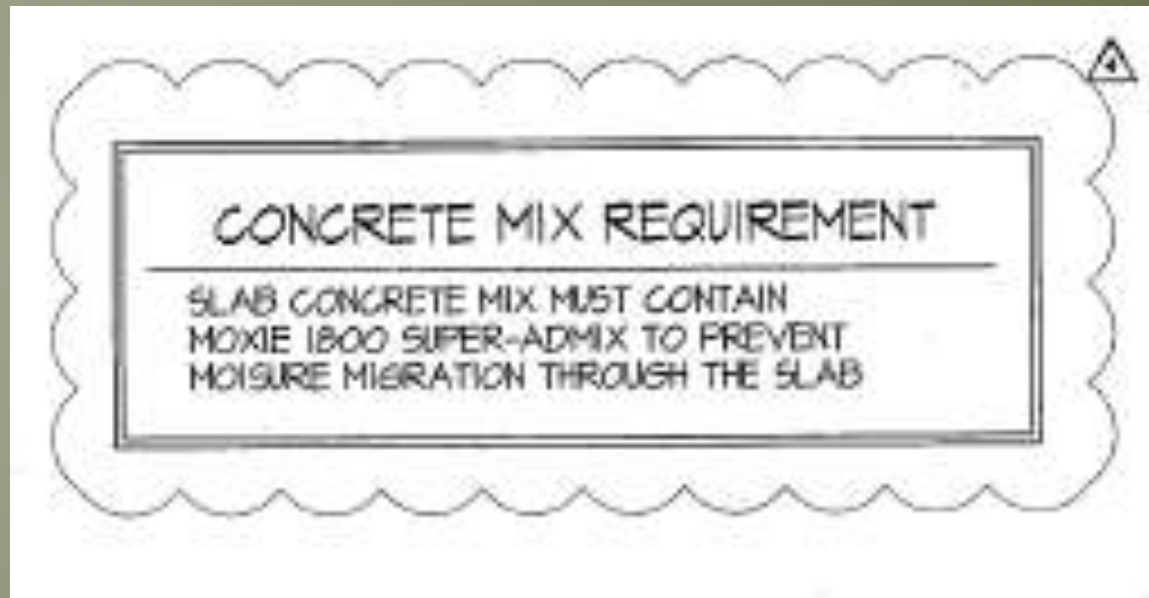 4
CONCRETE MIX REQUIREMENT
SLAB CONCRETE MIX MUST CONTAIN
MOXIE 1800 SUPER-ADMIX TO PREVENT
MOISURE MIGRATION THROUGH THE SLAB